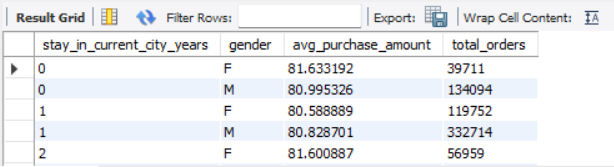 Result Grid Filter Rows: Export: Wrap Cell Content: IA
stay_in_current_city_years gender avg_purchase_amount total_orders
0 F 81.633192 39711
0 M 80.995326 134094
1 F 80.588889 119752
1 M 80.828701 332714
2 F 81.600887 56959